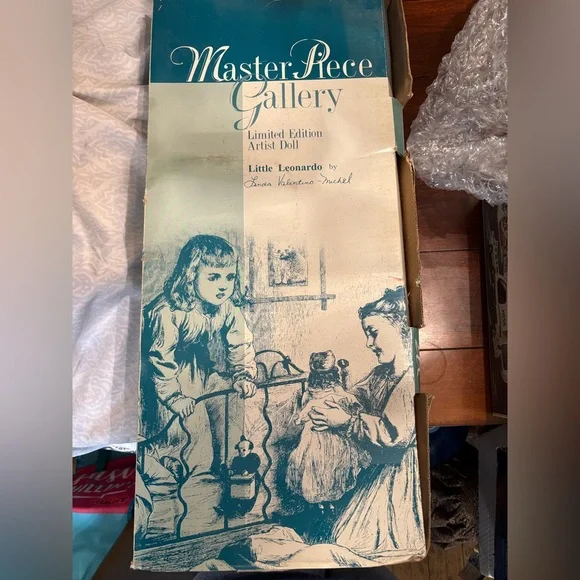 Master Piece
Gallery
Limited Edition
Artist Doll
Little Leonardo by
Linda Valentino-Michel